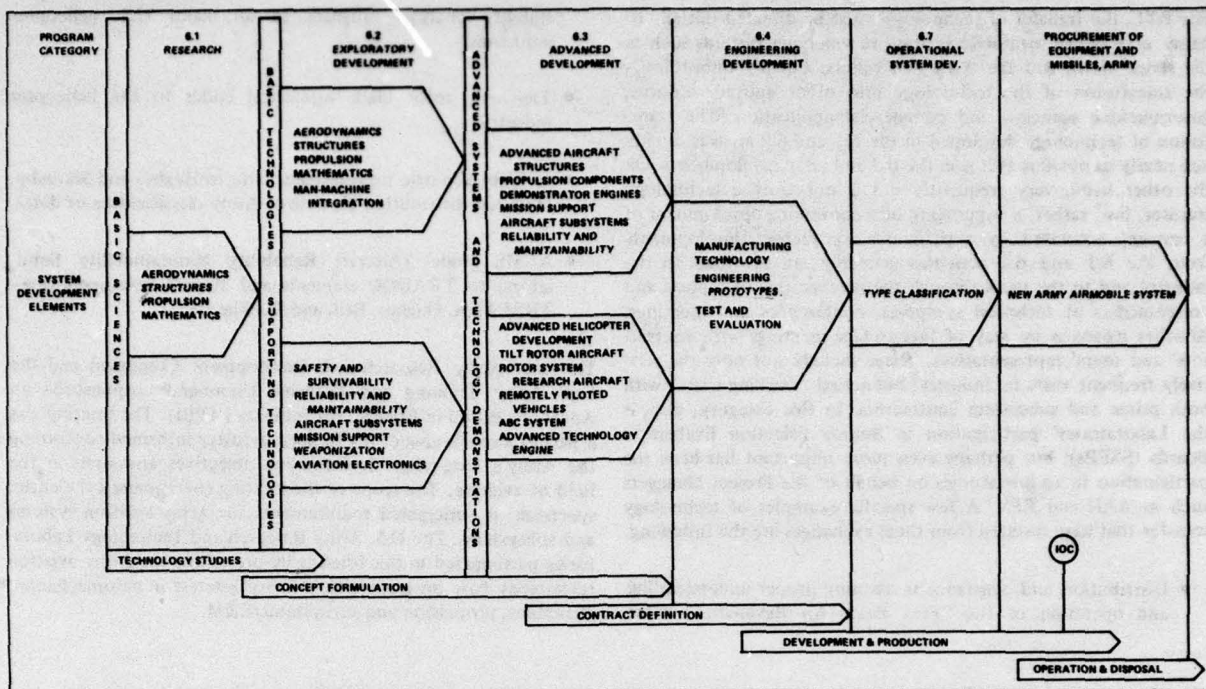 PROGRAM
CATEGORY
6.1
RESEARCH
6.2
EXPLORATORY
DEVELOPMENT
6.3
ADVANCED
DEVELOPMENT
6.4
ENGINEERING
DEVELOPMENT
6.7
OPERATIONAL
SYSTEM DEV.
PROCUREMENT OF
EQUIPMENT AND
MISSILES, ARMY
SYSTEM
DEVELOPMENT
ELEMENTS
BASIC SCIENCES
AERODYNAMICS
STRUCTURES
PROPULSION
MATHEMATICS
BASIC TECHNOLOGIES
SUPPORTING TECHNOLOGIES
AERODYNAMICS
STRUCTURES
PROPULSION
MATHEMATICS
MAN-MACHINE
INTEGRATION
SAFETY AND
SURVIVABILITY
RELIABILITY AND
MAINTAINABILITY
AIRCRAFT SUBSYSTEMS
MISSION SUPPORT
WEAPONIZATION
AVIATION ELECTRONICS
ADVANCED SYSTEMS AND TECHNOLOGY DEMONSTRATIONS
ADVANCED AIRCRAFT
STRUCTURES
PROPULSION COMPONENTS
DEMONSTRATOR ENGINES
MISSION SUPPORT
AIRCRAFT SUBSYSTEMS
RELIABILITY AND
MAINTAINABILITY
ADVANCED HELICOPTER
DEVELOPMENT
TILT ROTOR AIRCRAFT
ROTOR SYSTEM
RESEARCH AIRCRAFT
REMOTELY PILOTED
VEHICLES
ABC SYSTEM
ADVANCED TECHNOLOGY
ENGINE
MANUFACTURING
TECHNOLOGY
ENGINEERING
PROTOTYPES
TEST AND
EVALUATION
TYPE CLASSIFICATION
NEW ARMY AIRMOBILE SYSTEM
IOC
TECHNOLOGY STUDIES
CONCEPT FORMULATION
CONTRACT DEFINITION
DEVELOPMENT & PRODUCTION
OPERATION & DISPOSAL